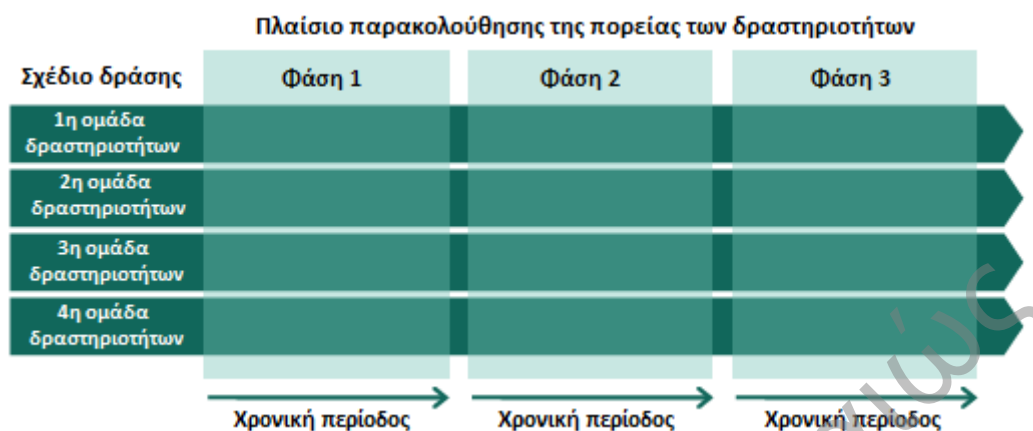 Πλαίσιο παρακολούθησης της πορείας των δραστηριοτήτων
Σχέδιο δράσης
Φάση 1
Φάση 2
Φάση 3
1η ομάδα
δραστηριοτήτων
2η ομάδα
δραστηριοτήτων
3η ομάδα
δραστηριοτήτων
4η ομάδα
δραστηριοτήτων
Χρονική περίοδος
Χρονική περίοδος
Χρονική περίοδος